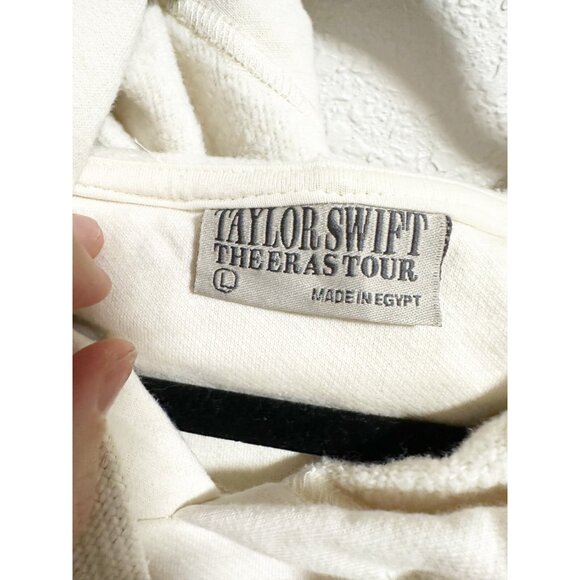 TAYLOR SWIFT
THE ERAS TOUR
L
MADE IN EGYPT